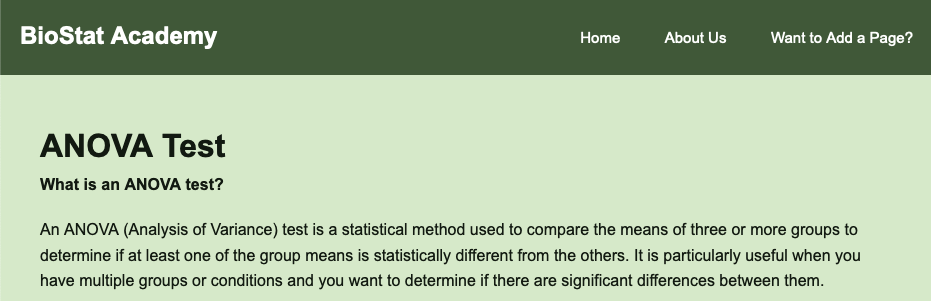 BioStat Academy
Home
About Us
Want to Add a Page?
ANOVA Test
What is an ANOVA test?
An ANOVA (Analysis of Variance) test is a statistical method used to compare the means of three or more groups to
determine if at least one of the group means is statistically different from the others. It is particularly useful when you
have multiple groups or conditions and you want to determine if there are significant differences between them.